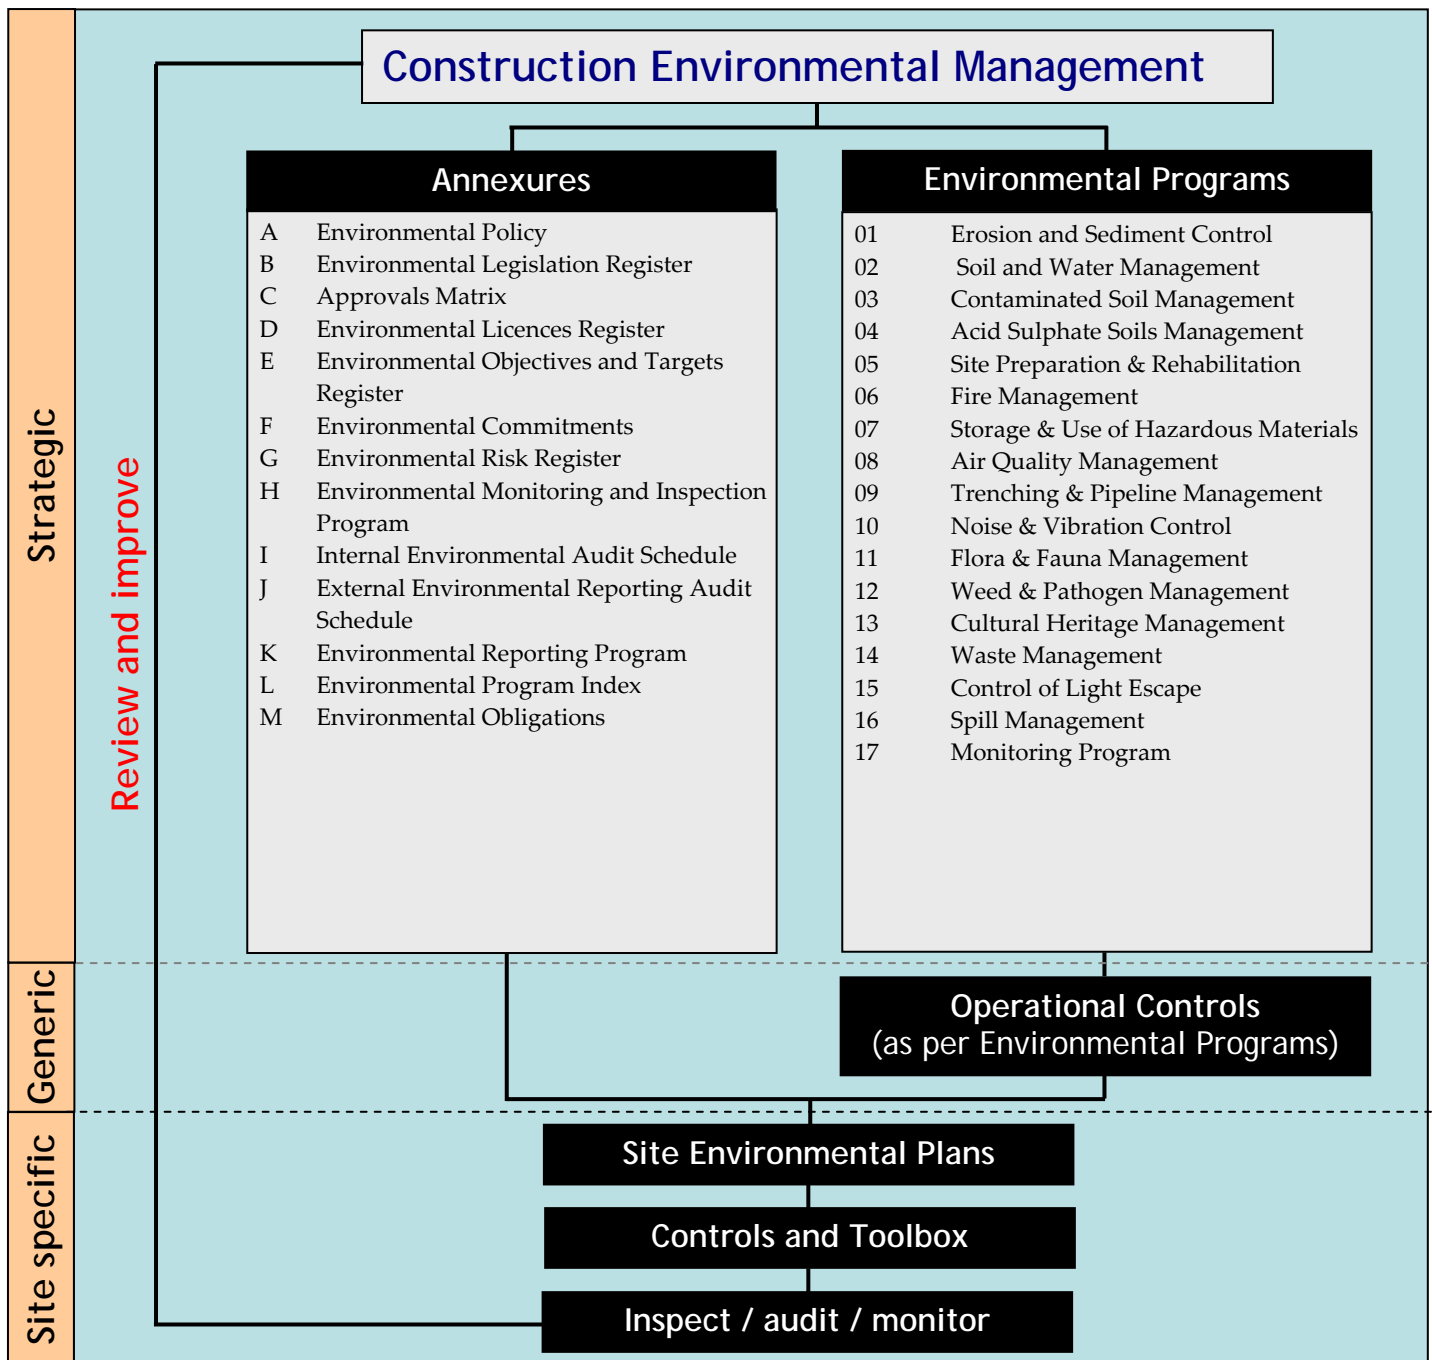 Construction Environmental Management
Strategic
Review and improve
Annexures
A Environmental Policy
B Environmental Legislation Register
C Approvals Matrix
D Environmental Licences Register
E Environmental Objectives and Targets
Register
F Environmental Commitments
G Environmental Risk Register
H Environmental Monitoring and Inspection
Program
I Internal Environmental Audit Schedule
J External Environmental Reporting Audit
Schedule
K Environmental Reporting Program
L Environmental Program Index
M Environmental Obligations
Environmental Programs
01 Erosion and Sediment Control
02 Soil and Water Management
03 Contaminated Soil Management
04 Acid Sulphate Soils Management
05 Site Preparation & Rehabilitation
06 Fire Management
07 Storage & Use of Hazardous Materials
08 Air Quality Management
09 Trenching & Pipeline Management
10 Noise & Vibration Control
11 Flora & Fauna Management
12 Weed & Pathogen Management
13 Cultural Heritage Management
14 Waste Management
15 Control of Light Escape
16 Spill Management
17 Monitoring Program
Generic
Operational Controls
(as per Environmental Programs)
Site specific
Site Environmental Plans
Controls and Toolbox
Inspect / audit / monitor